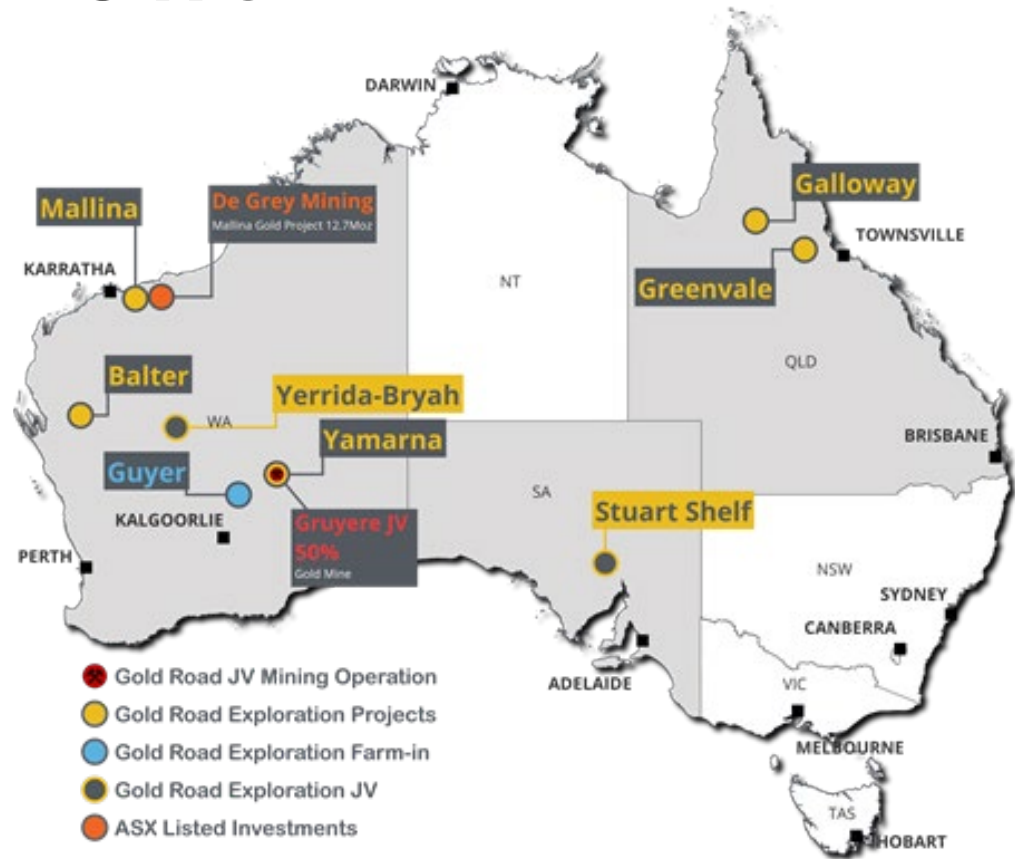 DARWIN
Galloway
Mallina
De Grey Mining
Mallina Gold Project 12.7Moz
TOWNSVILLE
KARRATHA
NT
Greenvale
QLD
Balter
Yerrida-Bryah
WA
Yamarna
BRISBANE
Guyer
SA
Stuart Shelf
KALGOORLIE
Gruyere JV
50%
Gold Mine
PERTH
NSW
SYDNEY
CANBERRA
ADELAIDE
VIC
MELBOURNE
TAS
HOBART
Gold Road JV Mining Operation
Gold Road Exploration Projects
Gold Road Exploration Farm-in
Gold Road Exploration JV
ASX Listed Investments